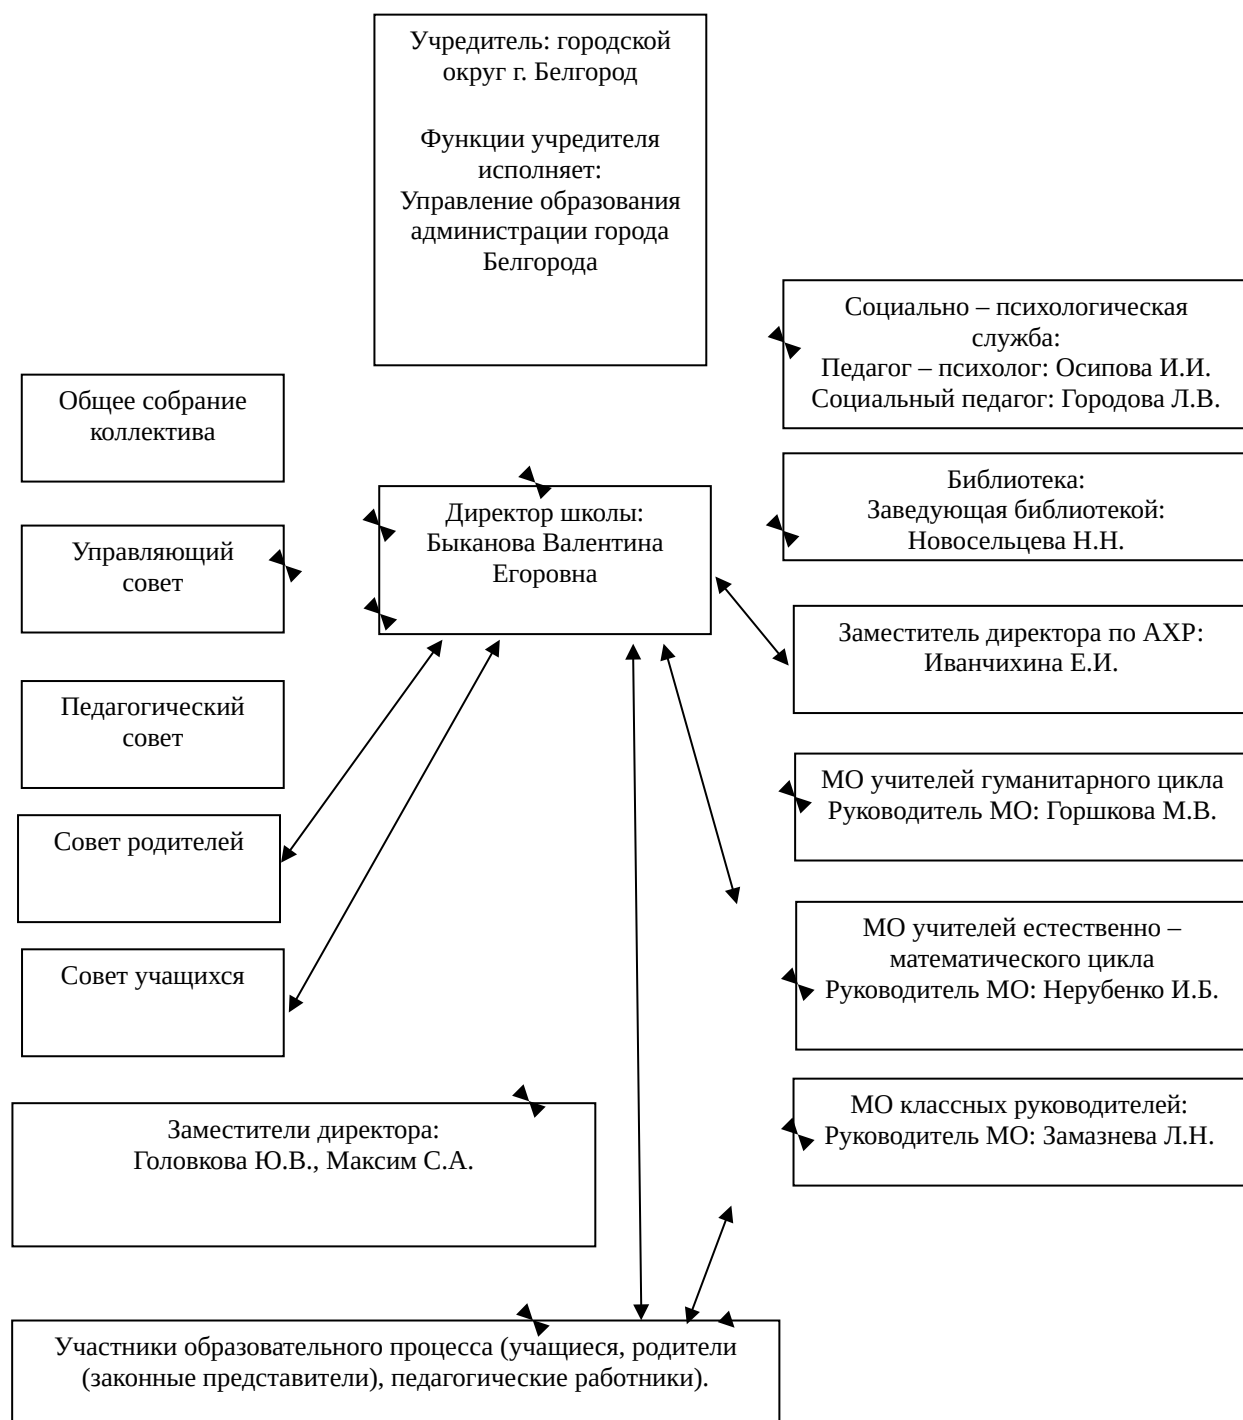 Учредитель: городской
округ г. Белгород
Функции учредителя
исполняет:
Управление образования
администрации города
Белгорода
Социально – психологическая
служба:
Педагог – психолог: Осипова И.И.
Социальный педагог: Городова Л.В.
Общее собрание
коллектива
Библиотека:
Заведующая библиотекой:
Новосельцева Н.Н.
Директор школы:
Быканова Валентина
Егоровна
Управляющий
совет
Заместитель директора по АХР:
Иванчихина Е.И.
Педагогический
совет
МО учителей гуманитарного цикла
Руководитель МО: Горшкова М.В.
Совет родителей
МО учителей естественно –
математического цикла
Руководитель МО: Нерубенко И.Б.
Совет учащихся
МО классных руководителей:
Руководитель МО: Замазнева Л.Н.
Заместители директора:
Головкова Ю.В., Максим С.А.
Участники образовательного процесса (учащиеся, родители
(законные представители), педагогические работники).